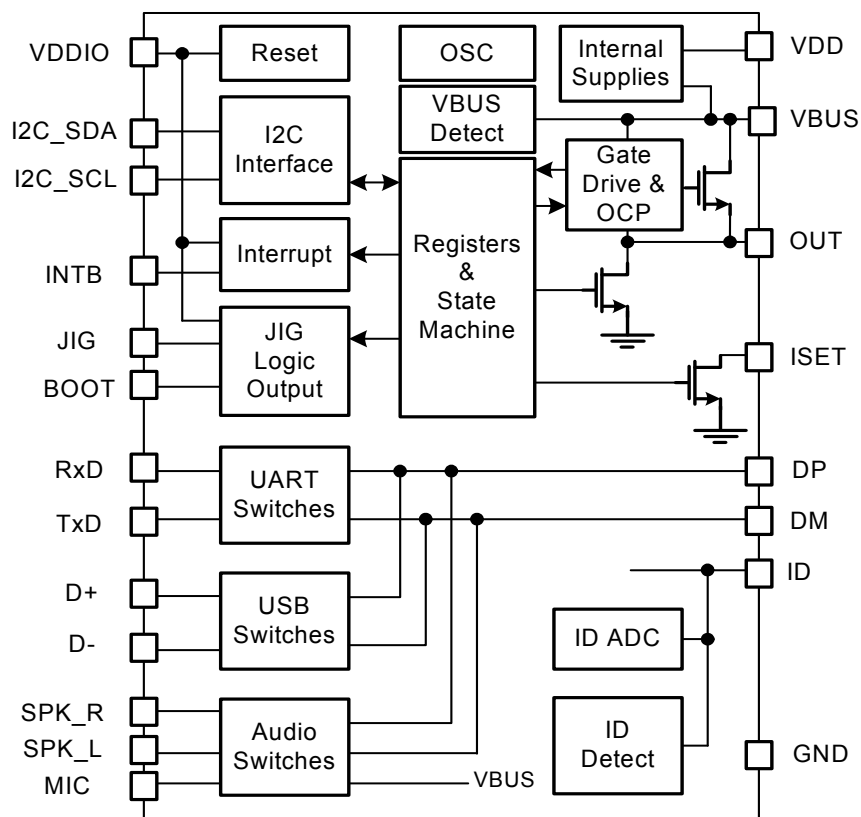 VDDIO
Reset
OSC
Internal
Supplies
VDD
I2C_SDA
I2C_SCL
I2C
Interface
VBUS
Detect
VBUS
Gate
Drive &
OCP
Registers
&
State
Machine
INTB
Interrupt
OUT
JIG
BOOT
JIG
Logic
Output
ISET
RxD
TxD
UART
Switches
DP
DM
D+
D-
USB
Switches
ID
ID ADC
SPK_R
SPK_L
MIC
Audio
Switches
VBUS
ID
Detect
GND